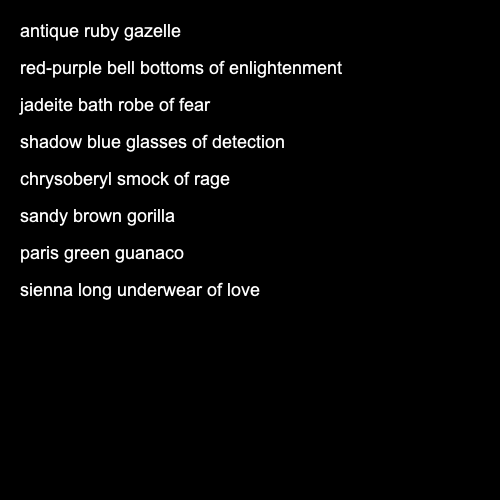 antique ruby gazelle
red-purple bell bottoms of enlightenment
jadeite bath robe of fear
shadow blue glasses of detection
chrysoberyl smock of rage
sandy brown gorilla
paris green guanaco
sienna long underwear of love